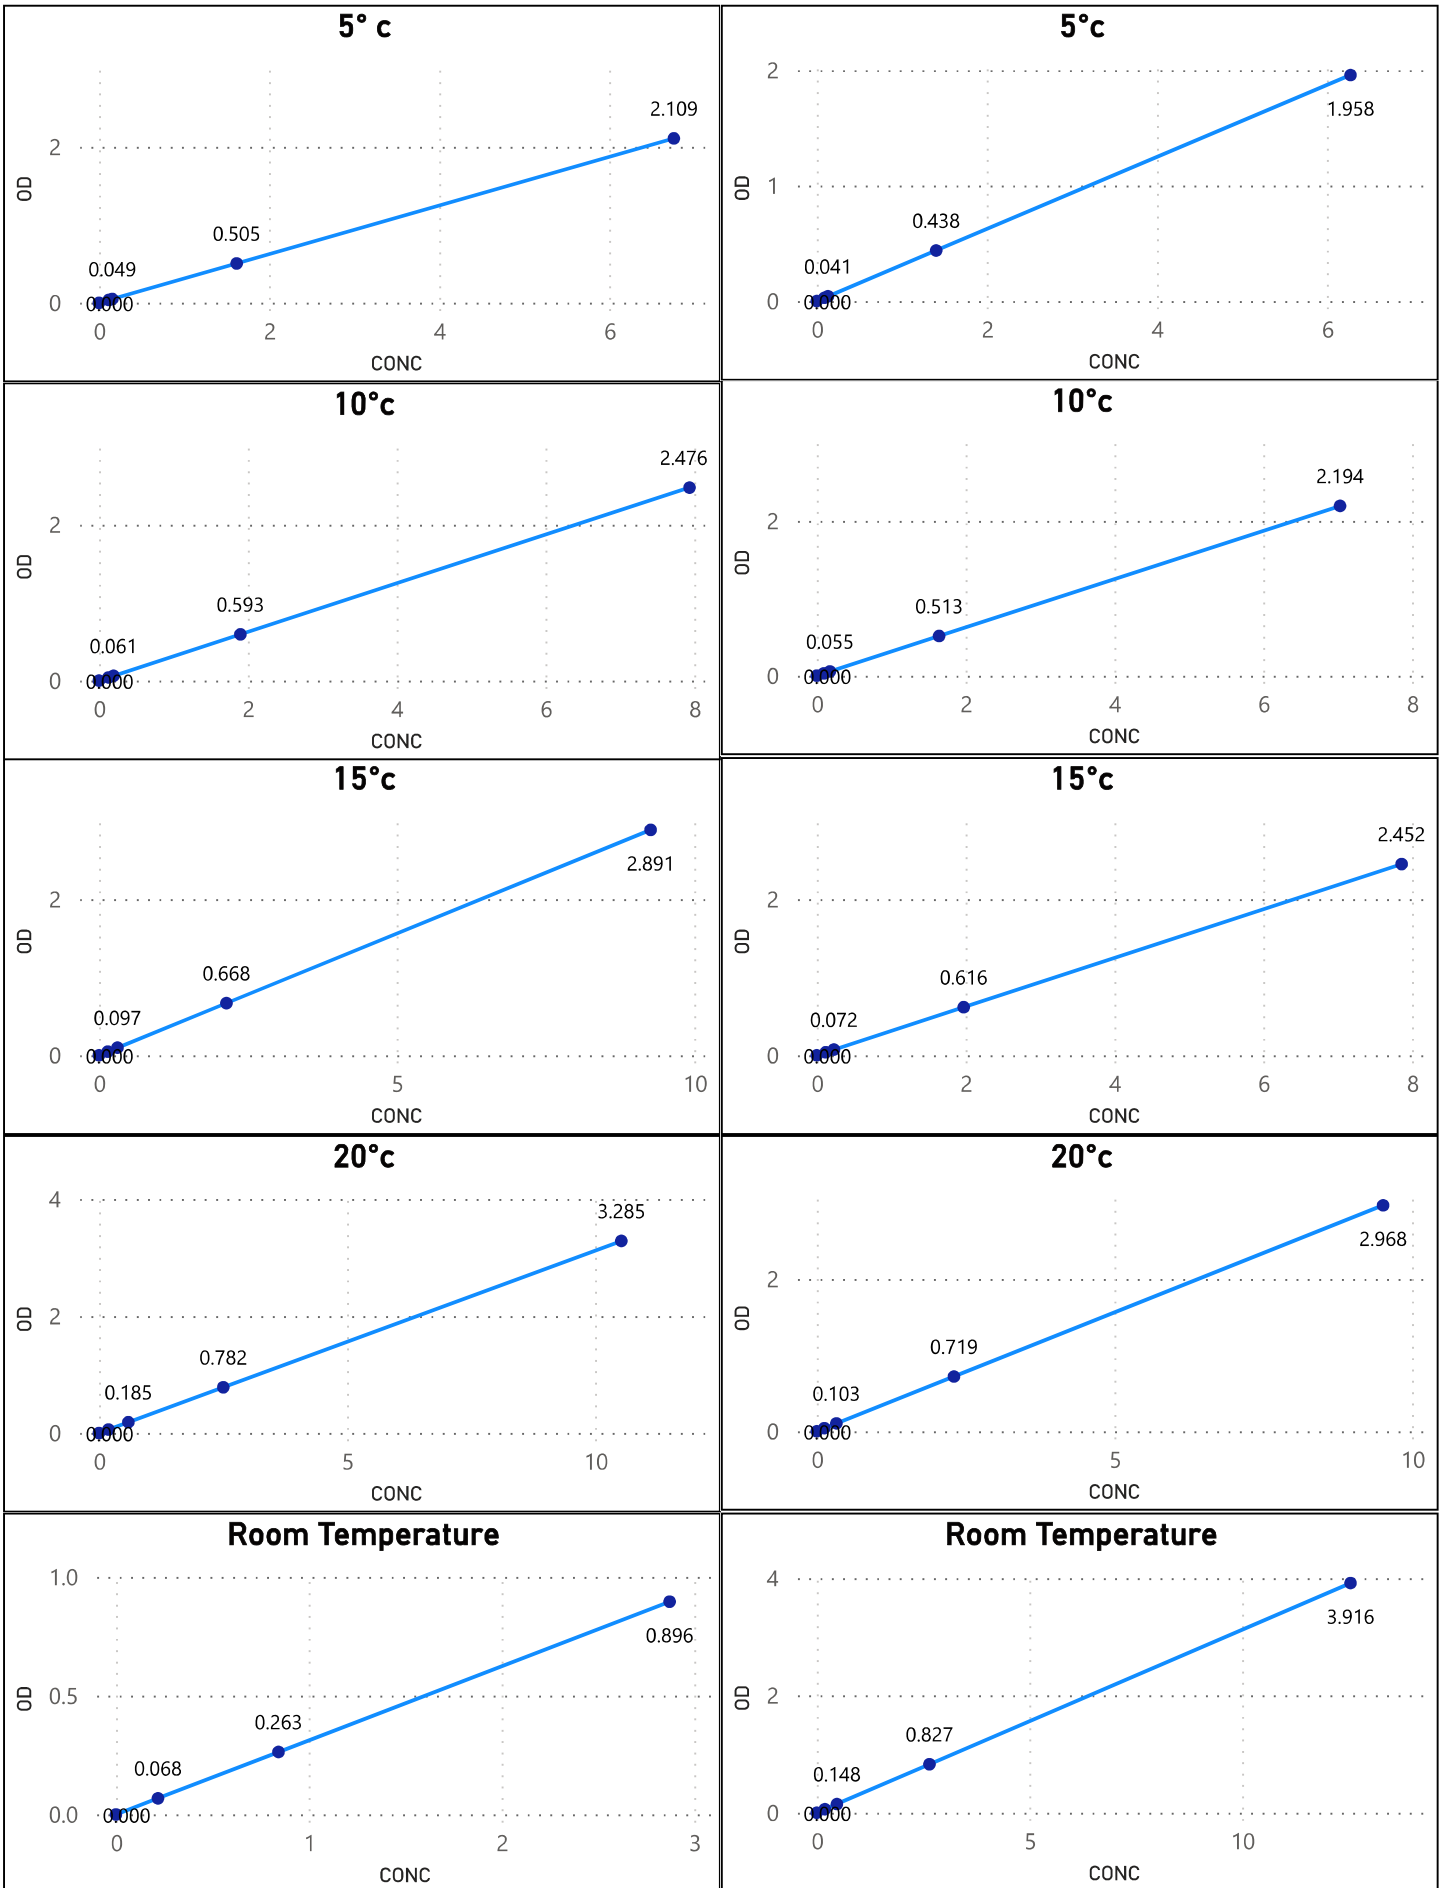 5° c
2.109
2
0.505
0.049
0
0.000
0 2 4 6
OD
CONC
5°c
2
1.958
1
0.438
0.041
0
0.000
0 2 4 6
OD
CONC
10°c
2.476
2
0.593
0.061
0
0.000
0 2 4 6 8
OD
CONC
10°c
2.194
2
0.513
0.055
0
0.000
0 2 4 6 8
OD
CONC
15°c
2.891
2
0.668
0.097
0
0.000
0 5 10
OD
CONC
15°c
2.452
2
0.616
0.072
0
0.000
0 2 4 6 8
OD
CONC
20°c
4
3.285
2
0.782
0.185
0
0.000
0 5 10
OD
CONC
20°c
2.968
2
0.719
0.103
0
0.000
0 5 10
OD
CONC
Room Temperature
1.0
0.896
0.5
0.263
0.068
0.0
0.000
0 1 2 3
OD
CONC
Room Temperature
4
3.916
2
0.827
0.148
0
0.000
0 5 10
OD
CONC